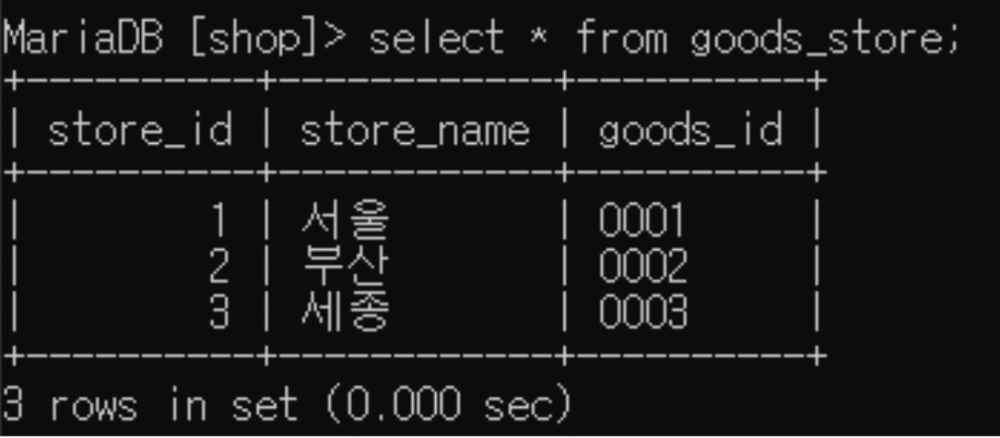 MariaDB [shop]> select * from goods_store;
+-----------+------------+----------+
| store_id | store_name | goods_id |
+-----------+------------+----------+
| 1 | 서울 | 0001 |
| 2 | 부산 | 0002 |
| 3 | 세종 | 0003 |
+-----------+------------+----------+
3 rows in set (0.000 sec)